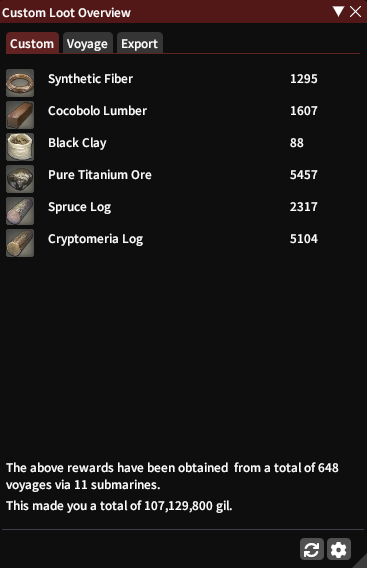 Custom Loot Overview
Custom Voyage Export
Synthetic Fiber 1295
Cocobolo Lumber 1607
Black Clay 88
Pure Titanium Ore 5457
Spruce Log 2317
Cryptomeria Log 5104
The above rewards have been obtained from a total of 648
voyages via 11 submarines.
This made you a total of 107,129,800 gil.